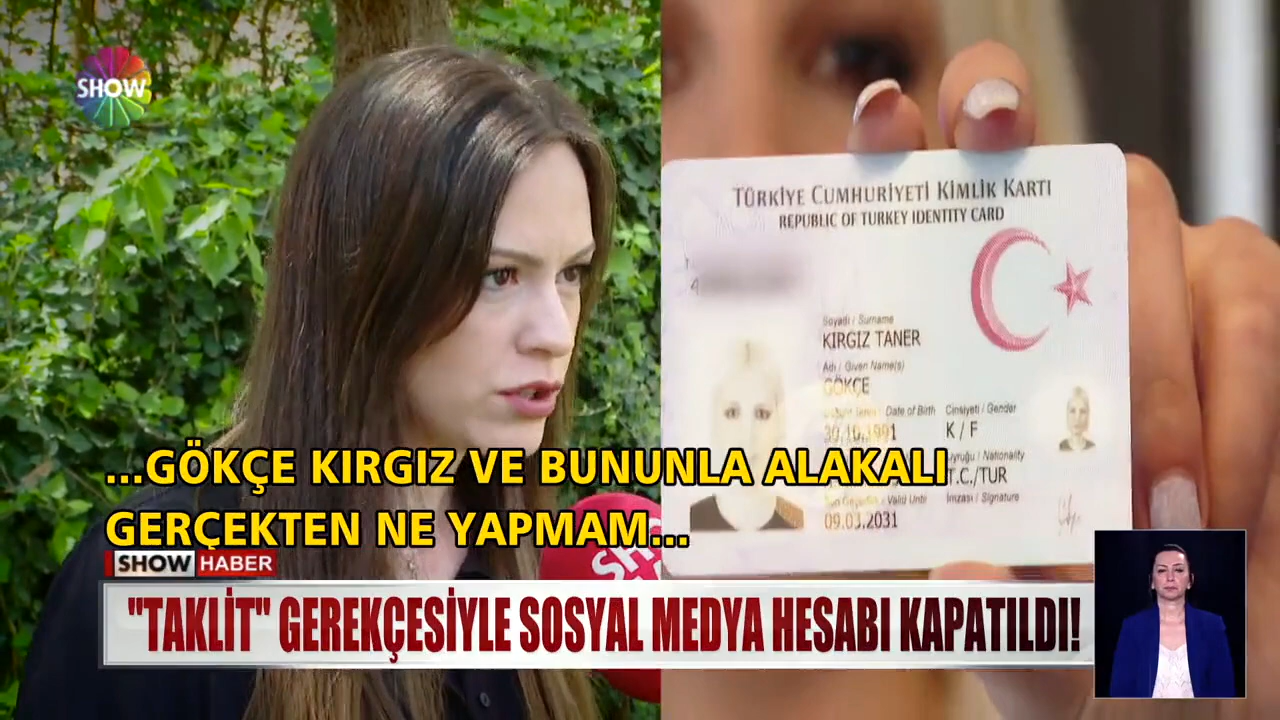 SHOW
TÜRKİYE CUMHURİYETİ KİMLİK KARTI
REPUBLIC OF TURKEY IDENTITY CARD
Soyadı / Surname
KIRGIZ TANER
Adı / Given Name(s)
GÖKÇE
Date of Birth
Cinsiyeti / Gender
30.10.1991
K / F
Uyruğu / Nationality
T.C./TUR
Valid Until
İmzası / Signature
09.03.2031
...GÖKÇE KIRGIZ VE BUNUNLA ALAKALI
GERÇEKTEN NE YAPMAM...
SHOW HABER
"TAKLİT" GEREKÇESİYLE SOSYAL MEDYA HESABI KAPATILDI!